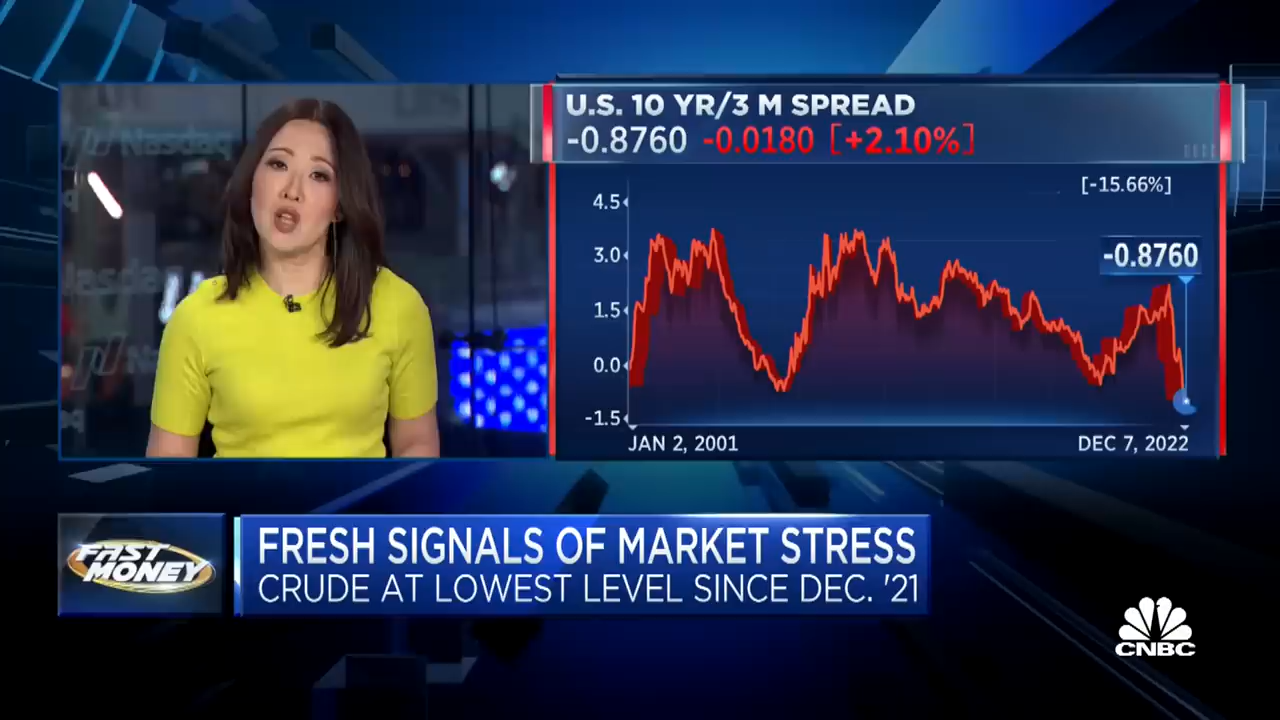 Nasdaq
U.S. 10 YR/3 M SPREAD
-0.8760 -0.0180 [+2.10%]
[-15.66%]
4.5
3.0
1.5
0.0
-1.5
-0.8760
JAN 2, 2001
DEC 7, 2022
FAST MONEY
FRESH SIGNALS OF MARKET STRESS
CRUDE AT LOWEST LEVEL SINCE DEC. '21
CNBC